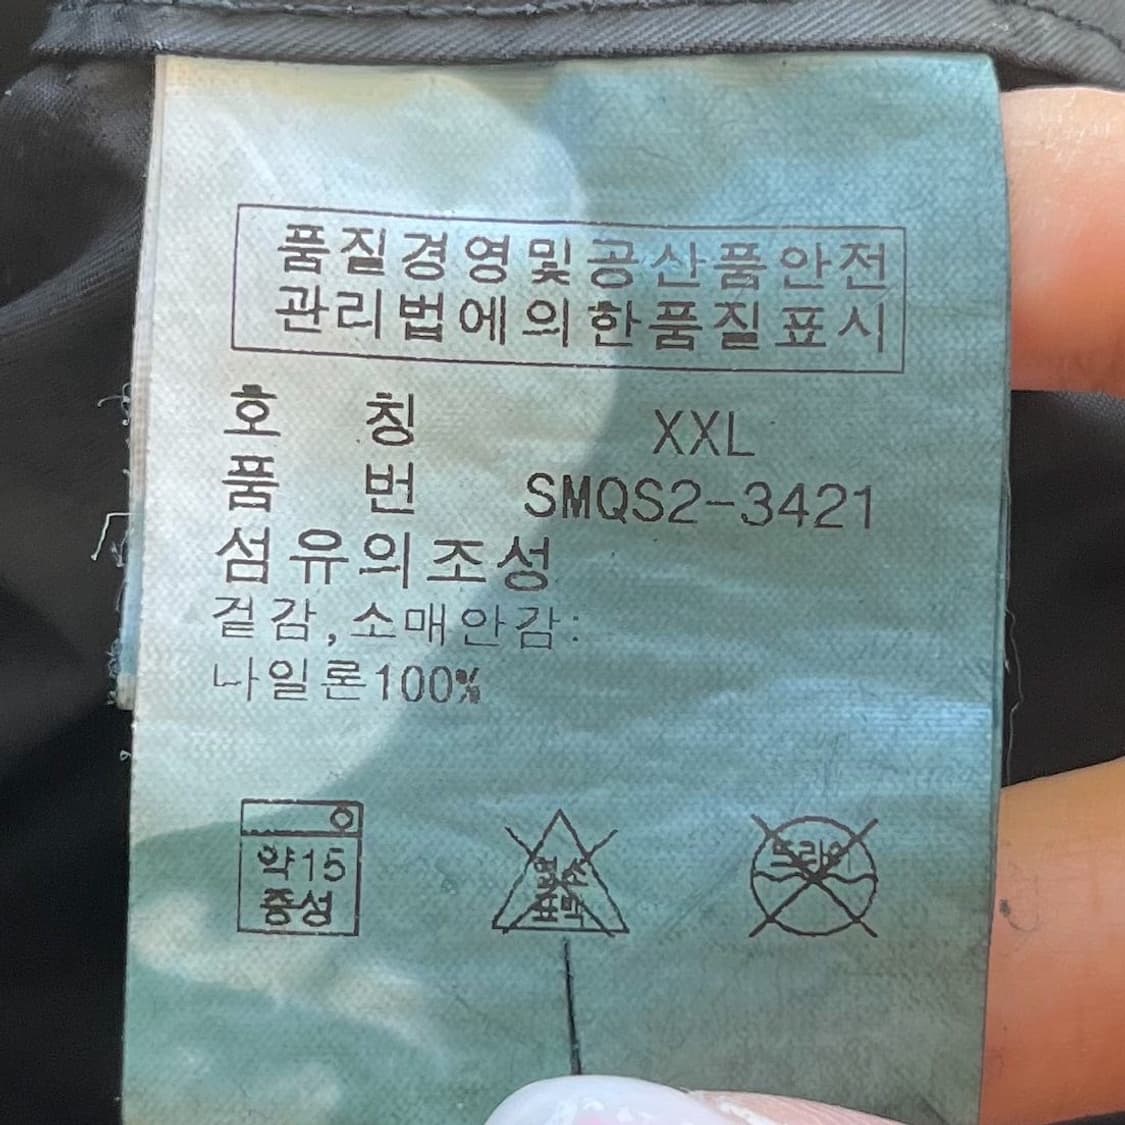 품질경영및공산품안전
관리법에의한품질표시
호 칭 XXL
품 번 SMQS2-3421
섬유의조성
겉감,소매안감:
나일론100%
약15
중성
염소
표백
드라이